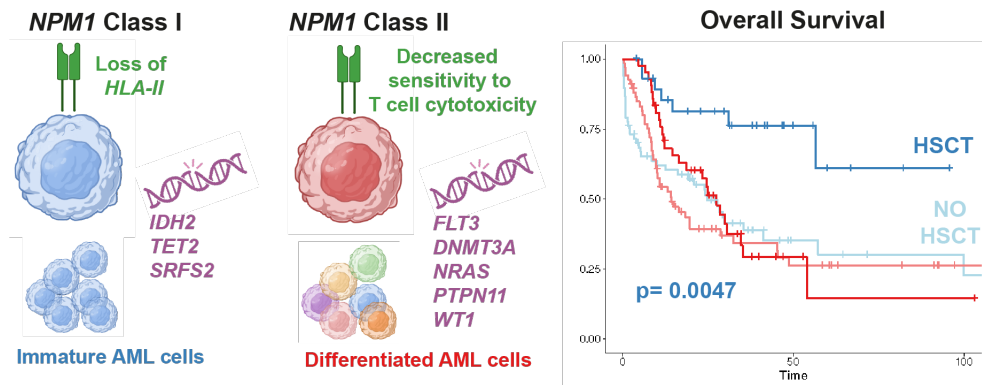 NPM1 Class I
Loss of
HLA-II
IDH2
TET2
SRFS2
Immature AML cells
NPM1 Class II
Decreased
sensitivity to
T cell cytotoxicity
FLT3
DNMT3A
NRAS
PTPN11
WT1
Differentiated AML cells
Overall Survival
1.00
0.75
0.50
0.25
0.00
HSCT
NO
HSCT
p= 0.0047
0
50
100
Time